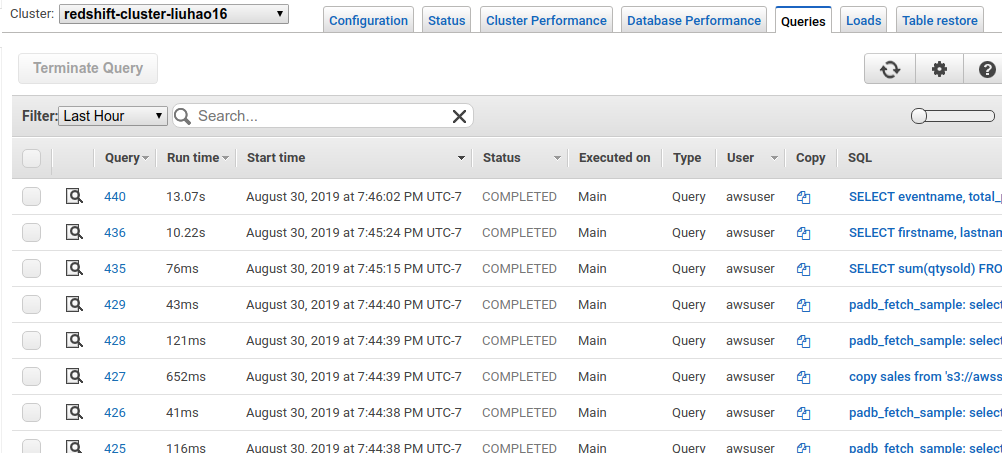 Cluster: redshift-cluster-liuhao16 Configuration Status Cluster Performance Database Performance Queries Loads Table restore
Terminate Query
Filter: Last Hour Search...
Query Run time Start time Status Executed on Type User Copy SQL
440 13.07s August 30, 2019 at 7:46:02 PM UTC-7 COMPLETED Main Query awsuser SELECT eventname, total_
436 10.22s August 30, 2019 at 7:45:24 PM UTC-7 COMPLETED Main Query awsuser SELECT firstname, lastnam
435 76ms August 30, 2019 at 7:45:15 PM UTC-7 COMPLETED Main Query awsuser SELECT sum(qtysold) FRO
429 43ms August 30, 2019 at 7:44:40 PM UTC-7 COMPLETED Main Query awsuser padb_fetch_sample: select
428 121ms August 30, 2019 at 7:44:39 PM UTC-7 COMPLETED Main Query awsuser padb_fetch_sample: select
427 652ms August 30, 2019 at 7:44:39 PM UTC-7 COMPLETED Main Query awsuser copy sales from 's3://awss
426 41ms August 30, 2019 at 7:44:38 PM UTC-7 COMPLETED Main Query awsuser padb_fetch_sample: select
425 116ms August 30, 2019 at 7:44:38 PM UTC-7 COMPLETED Main Query awsuser padb_fetch_sample: select